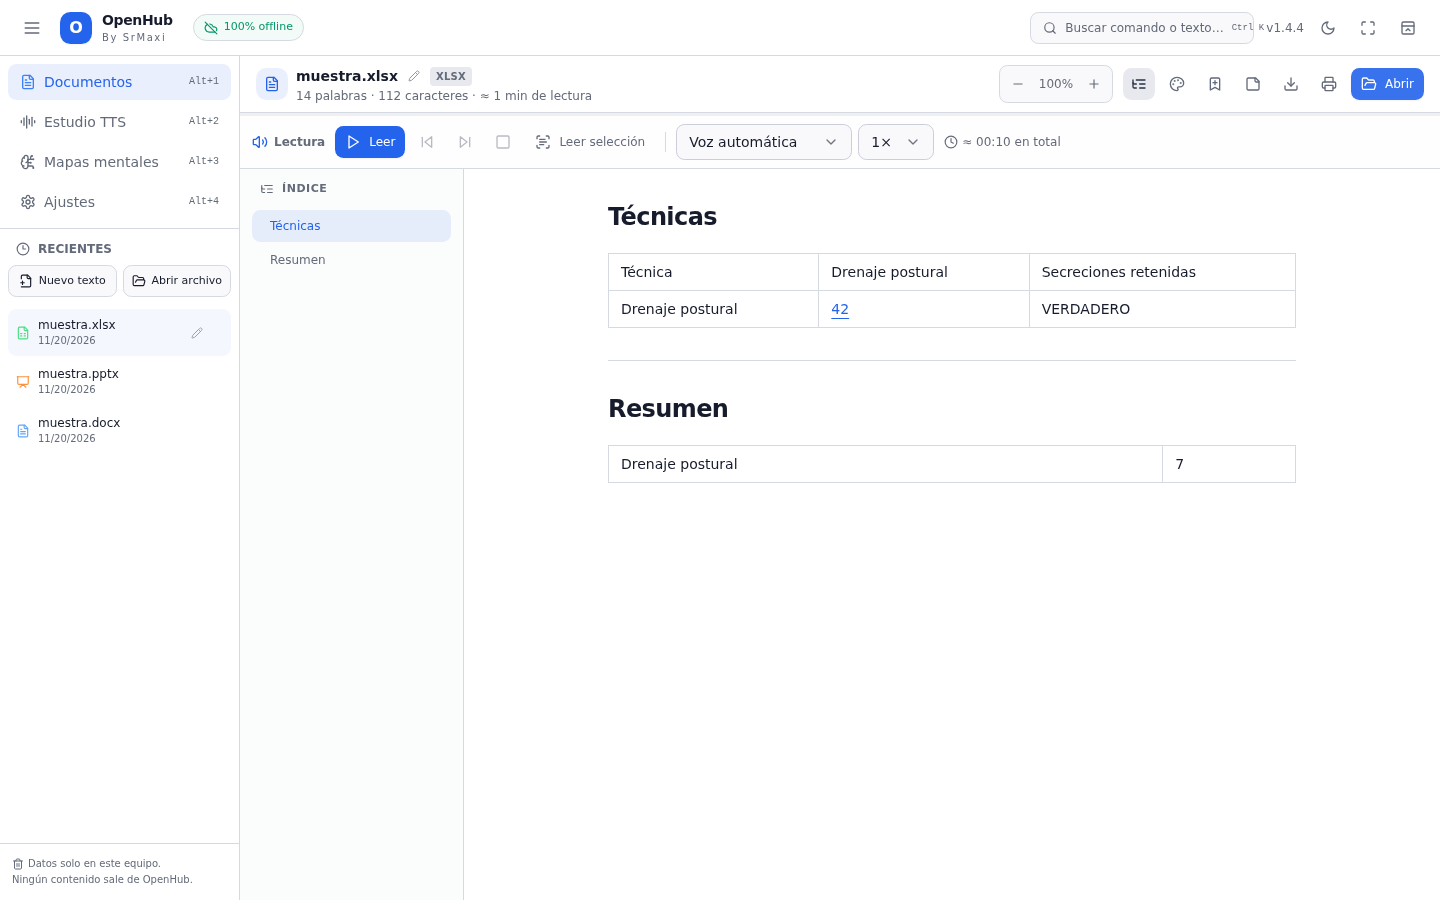 O
OpenHub
By SrMaxi
100% offline
Buscar comando o texto...
Ctrl K
v1.4.4
Documentos
Alt+1
Estudio TTS
Alt+2
Mapas mentales
Alt+3
Ajustes
Alt+4
RECIENTES
Nuevo texto
Abrir archivo
muestra.xlsx
11/20/2026
muestra.pptx
11/20/2026
muestra.docx
11/20/2026
Datos solo en este equipo.
Ningún contenido sale de OpenHub.
muestra.xlsx
XLSX
14 palabras · 112 caracteres · ≈ 1 min de lectura
100%
Abrir
Lectura
Leer
Leer selección
Voz automática
1×
≈ 00:10 en total
ÍNDICE
Técnicas
Resumen
Técnicas
Técnica Drenaje postural Secreciones retenidas
Drenaje postural 42 VERDADERO
Resumen
Drenaje postural 7